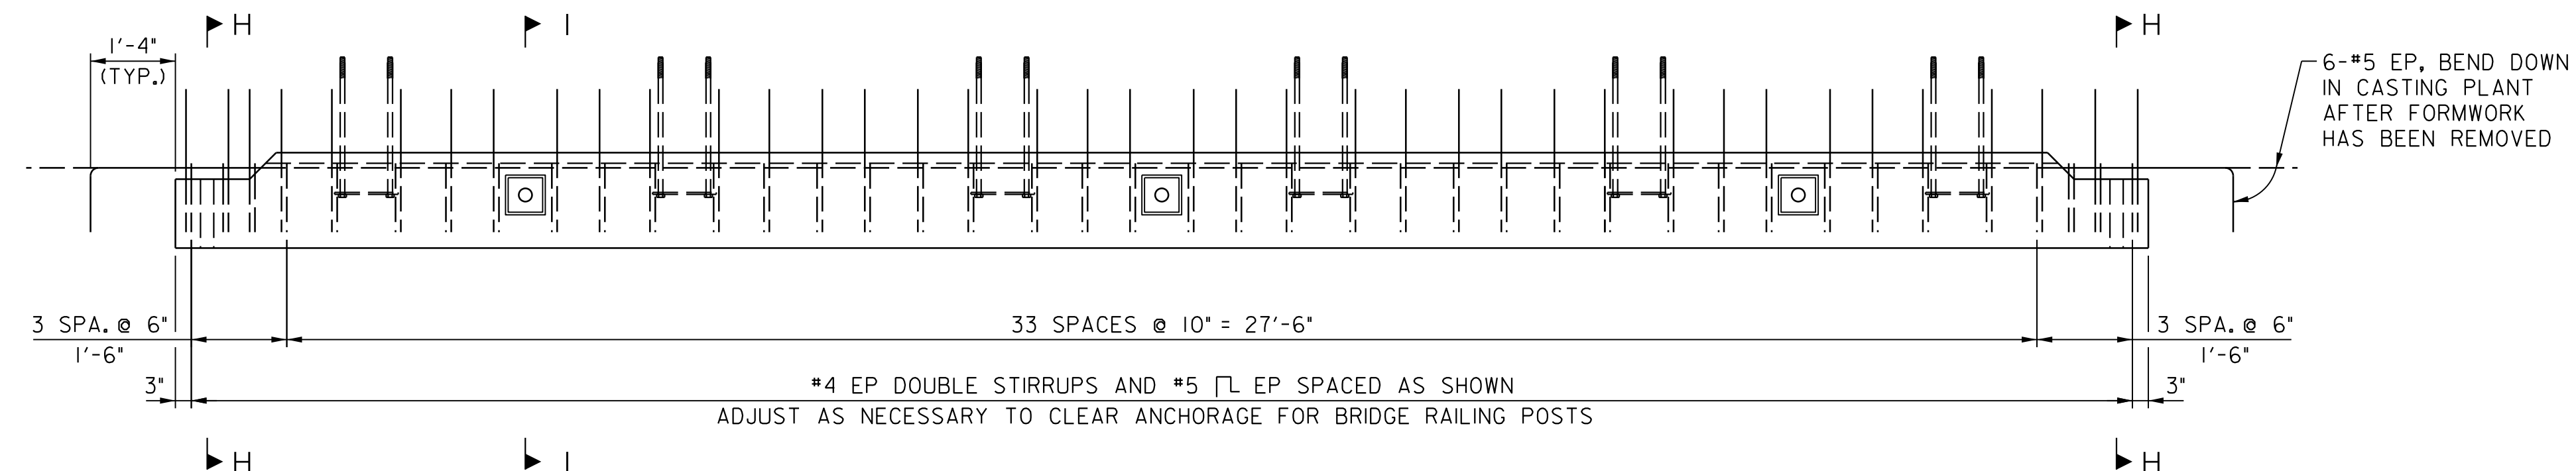 H
I
H
1'-4"
(TYP.)
6-#5 EP, BEND DOWN
IN CASTING PLANT
AFTER FORMWORK
HAS BEEN REMOVED
3 SPA. @ 6"
1'-6"
33 SPACES @ 10" = 27'-6"
3 SPA. @ 6"
1'-6"
3"
#4 EP DOUBLE STIRRUPS AND #5 EP SPACED AS SHOWN
3"
ADJUST AS NECESSARY TO CLEAR ANCHORAGE FOR BRIDGE RAILING POSTS
H
I
H